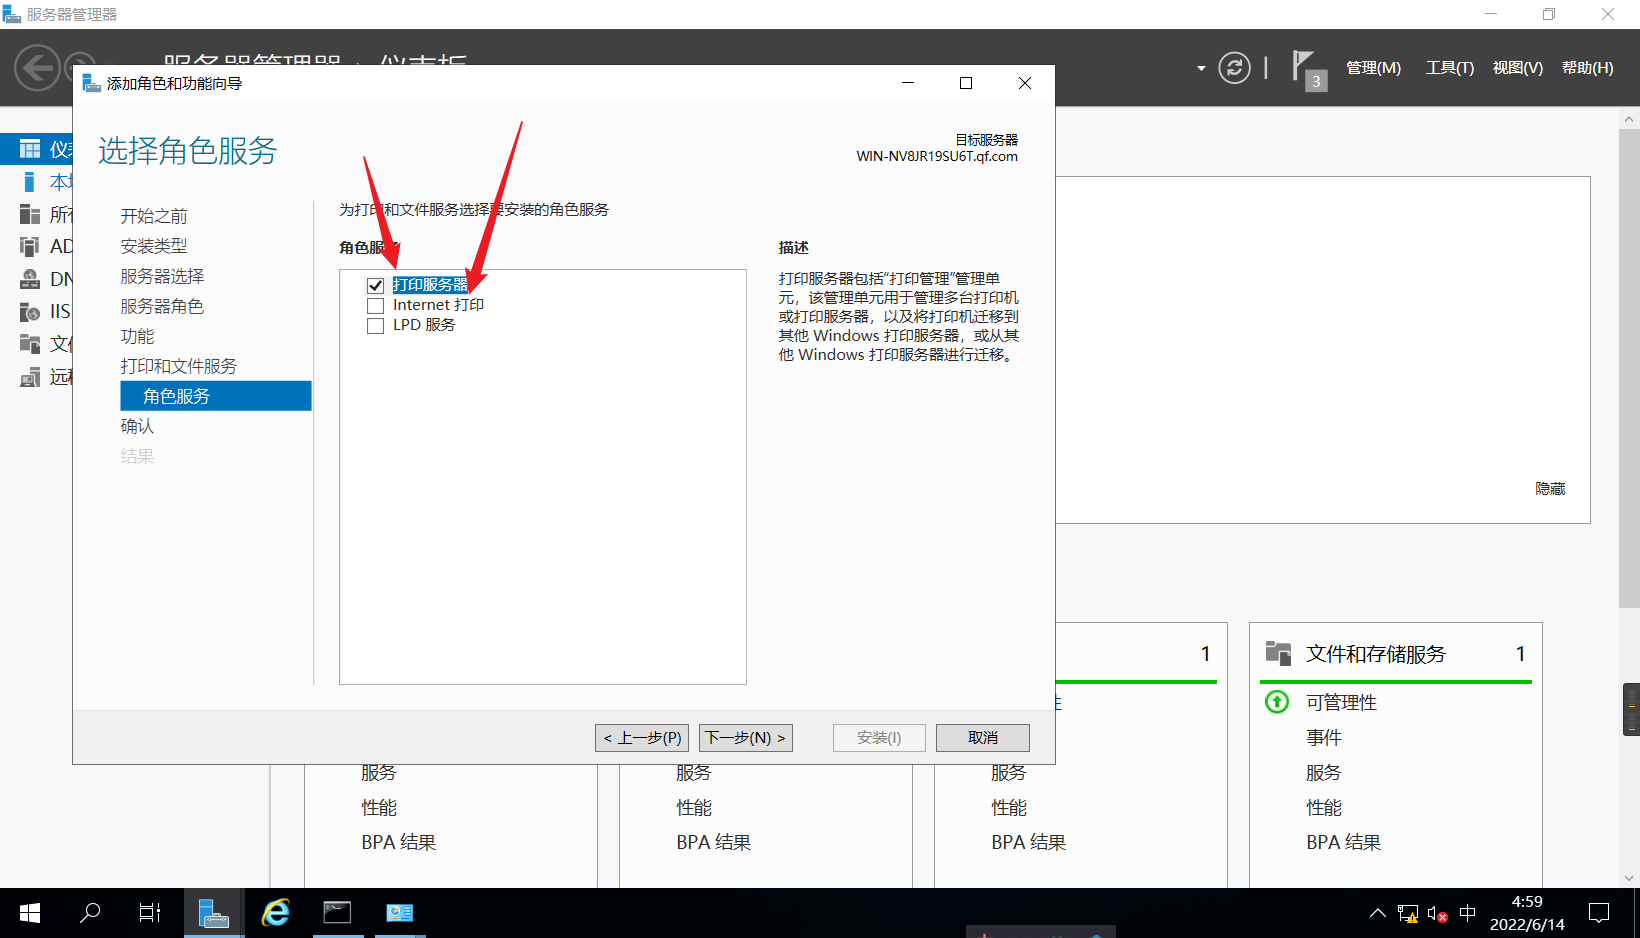 服务器管理器
服务器管理器 · 仪表板
管理(M) 工具(T) 视图(V) 帮助(H)
3
添加角色和功能向导
选择角色服务
目标服务器
WIN-NV8JR19SU6T.qf.com
仪表
本地
所有
AD
DN
IIS
文件
远程
开始之前
安装类型
服务器选择
服务器角色
功能
打印和文件服务
角色服务
确认
结果
为打印和文件服务选择要安装的角色服务
角色服务
打印服务器
Internet 打印
LPD 服务
描述
打印服务器包括“打印管理”管理单
元，该管理单元用于管理多台打印机
或打印服务器，以及将打印机迁移到
其他 Windows 打印服务器，或从其
他 Windows 打印服务器进行迁移。
< 上一步(P) 下一步(N) > 安装(I) 取消
隐藏
1
性
文件和存储服务 1
可管理性
事件
服务
性能
BPA 结果
服务
性能
BPA 结果
服务
性能
BPA 结果
服务
性能
BPA 结果
中
4:59
2022/6/14